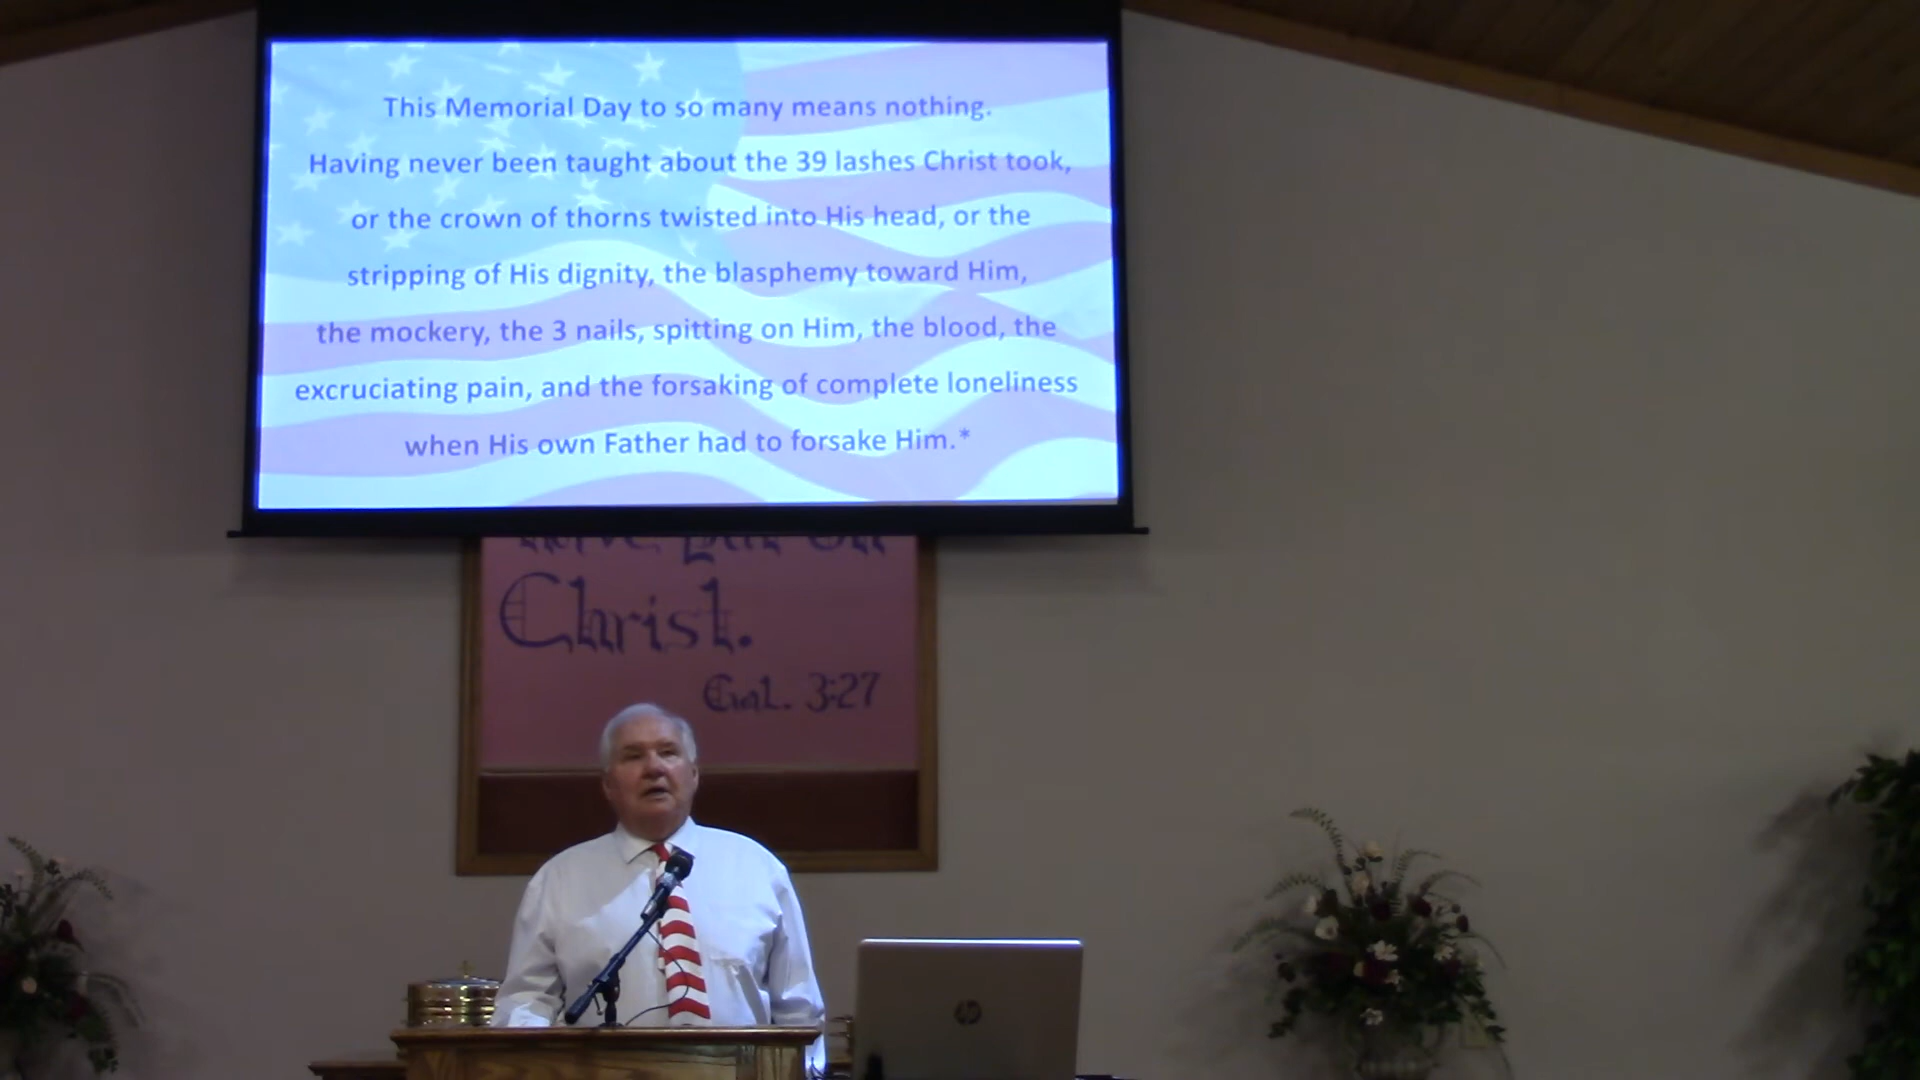 This Memorial Day to so many means nothing.
Having never been taught about the 39 lashes Christ took,
or the crown of thorns twisted into His head, or the
stripping of His dignity, the blasphemy toward Him,
the mockery, the 3 nails, spitting on Him, the blood, the
excruciating pain, and the forsaking of complete loneliness
when His own Father had to forsake Him.*
Christ.
Gal. 3:27
hp